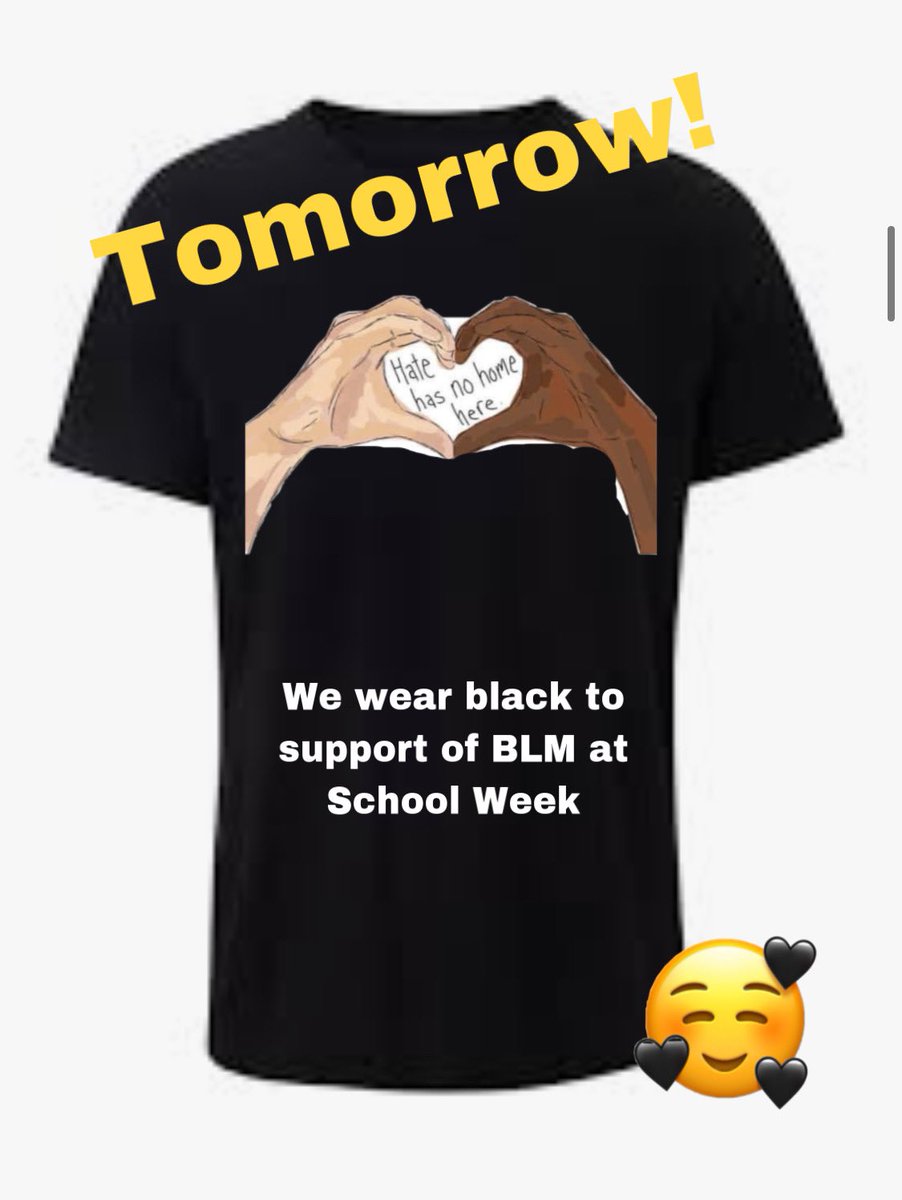 Tomorrow!
Hate
has no home
here.
We wear black to
support of BLM at
School Week